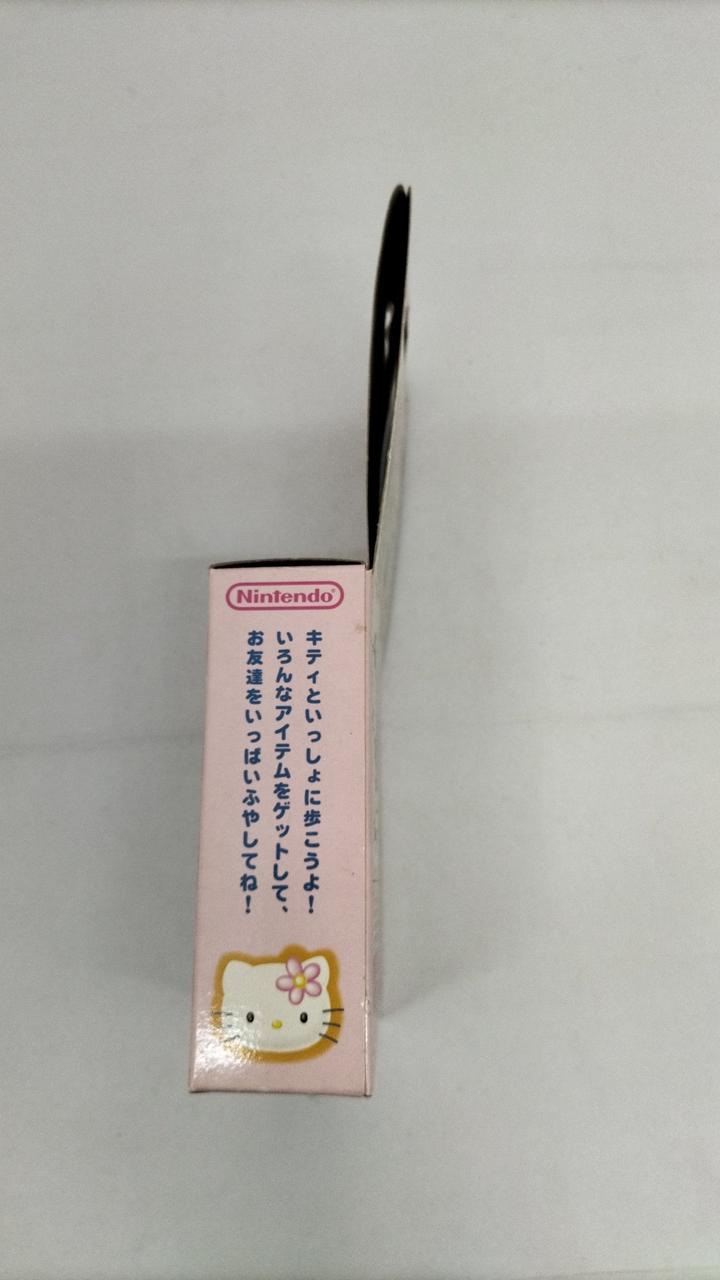 Nintendo®
キティといっしょに歩こうよ！
いろんなアイテムをゲットして、
お友達をいっぱいふやしてね！